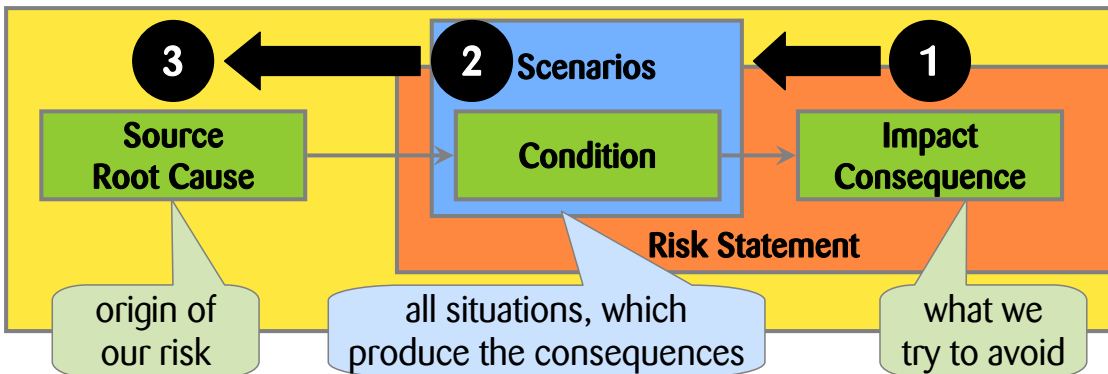 3
2
1
Scenarios
Source
Root Cause
Condition
Impact
Consequence
Risk Statement
origin of
our risk
all situations, which
produce the consequences
what we
try to avoid